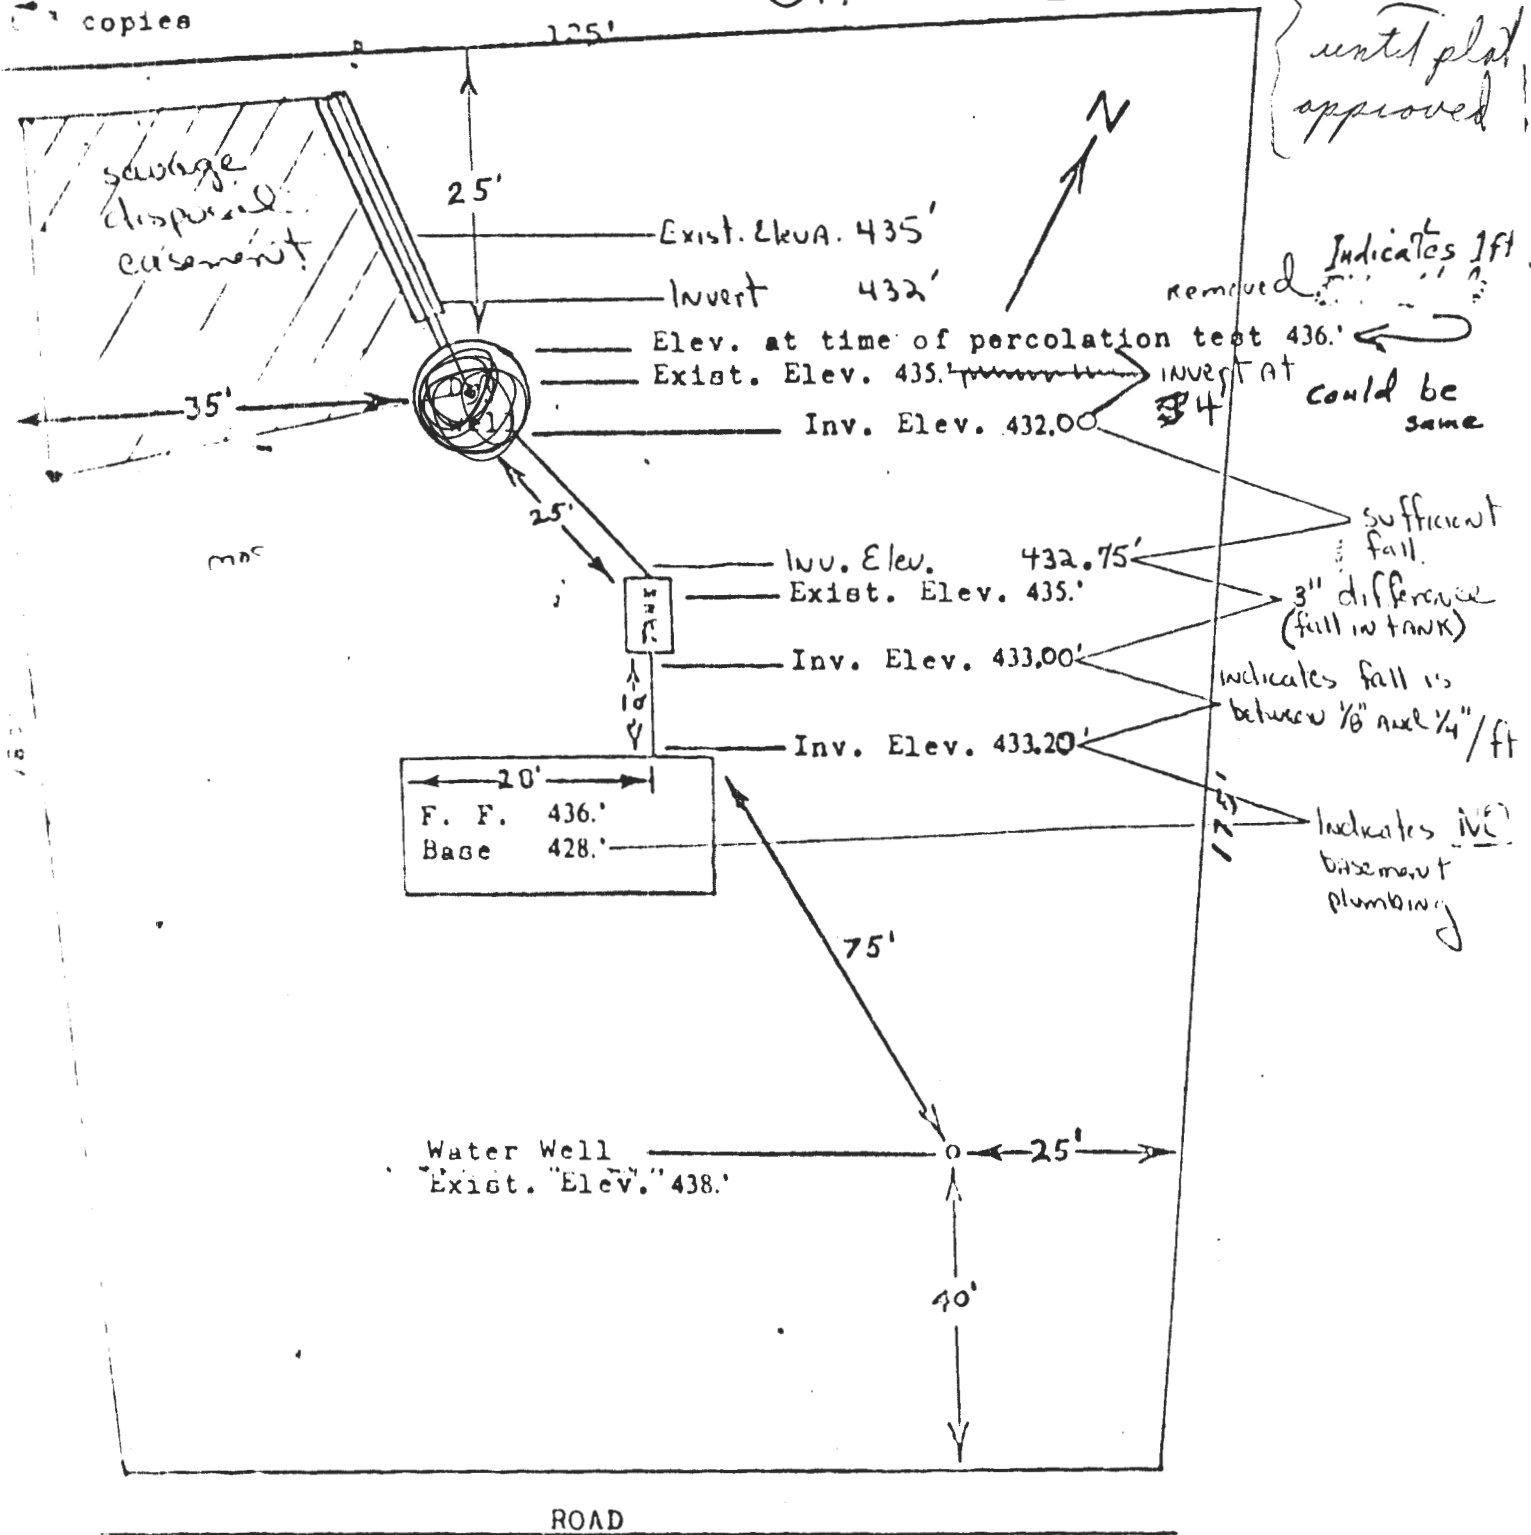 copies
until plat
approved
N
sewage
disposal
easement
25'
Exist. Eleva. 435'
Invert 432'
Indicates 1ft
removed
Elev. at time of percolation test 436.'
Exist. Elev. 435.'
invert at
4'
could be
same
Inv. Elev. 432.00
35'
25'
sufficient
fall
Inv. Elev. 432.75'
Exist. Elev. 435.'
3" difference
(fall in tank)
Inv. Elev. 433.00'
indicates fall is
between 1/8" and 1/4" / ft
10'
Inv. Elev. 433.20'
20'
F. F. 436.'
Base 428.'
175'
Indicates NO
basement
plumbing
75'
Water Well
Exist. Elev. 438.'
25'
40'
ROAD